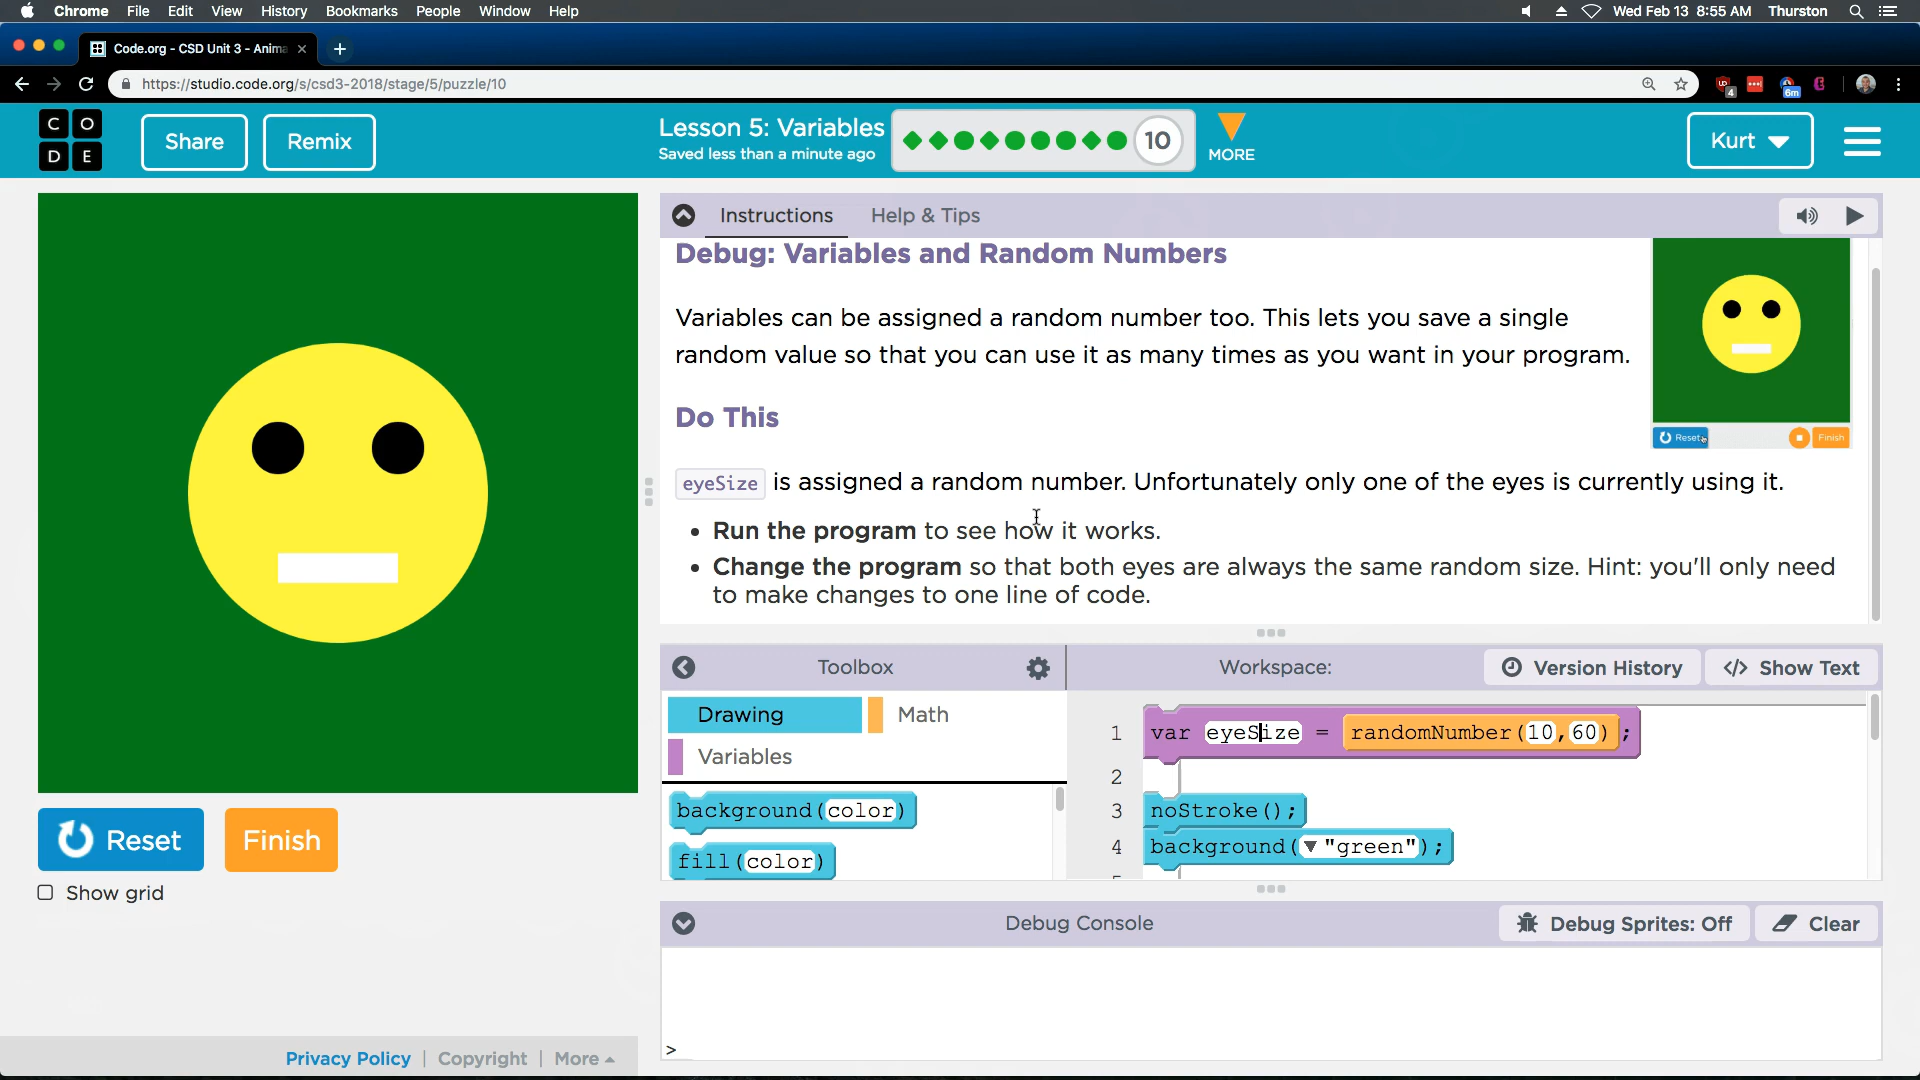 Chrome File Edit View History Bookmarks People Window Help Wed Feb 13 8:55 AM Thurston
Code.org - CSD Unit 3 - Anima
https://studio.code.org/s/csd3-2018/stage/5/puzzle/10
4
6m
C O
D E
Share
Remix
Lesson 5: Variables
Saved less than a minute ago
10
MORE
Kurt
Instructions
Help & Tips
Debug: Variables and Random Numbers
Variables can be assigned a random number too. This lets you save a single
random value so that you can use it as many times as you want in your program.
Reset
Finish
Do This
eyeSize is assigned a random number. Unfortunately only one of the eyes is currently using it.
• Run the program to see how it works.
• Change the program so that both eyes are always the same random size. Hint: you'll only need
to make changes to one line of code.
Toolbox
Workspace:
Version History
</> Show Text
Drawing
Math
Variables
background(color)
fill(color)
1 var eyeSize = randomNumber(10,60);
2
3 noStroke();
4 background("green");
Reset
Finish
Show grid
Debug Console
Debug Sprites: Off
Clear
>
Privacy Policy | Copyright | More